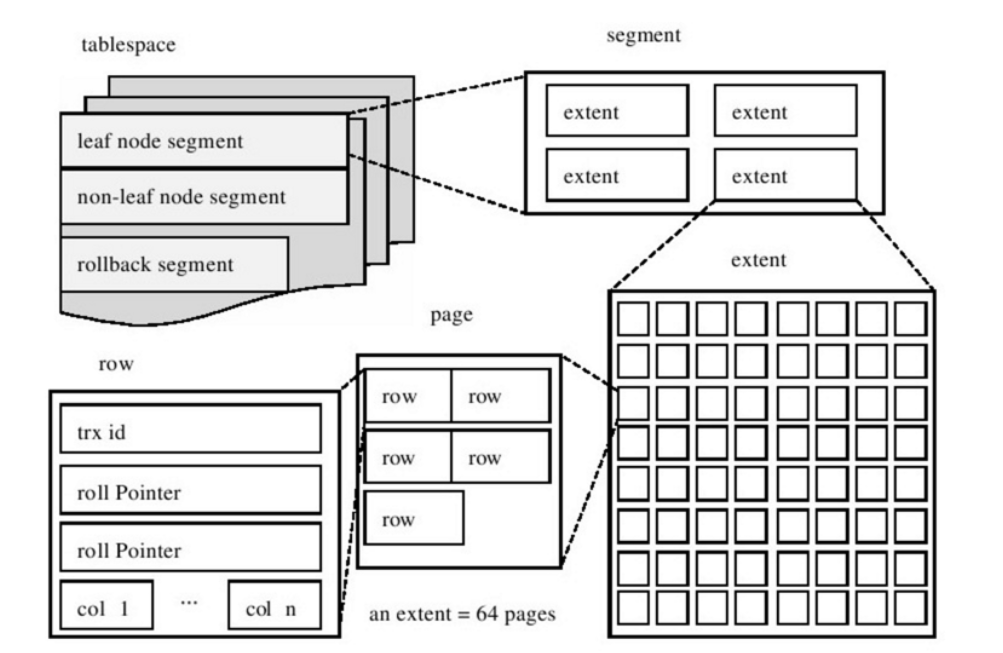 tablespace
leaf node segment
non-leaf node segment
rollback segment
segment
extent
extent
extent
extent
extent
page
row
row
row
row
row
row
trx id
roll Pointer
roll Pointer
col 1 ... col n
an extent = 64 pages